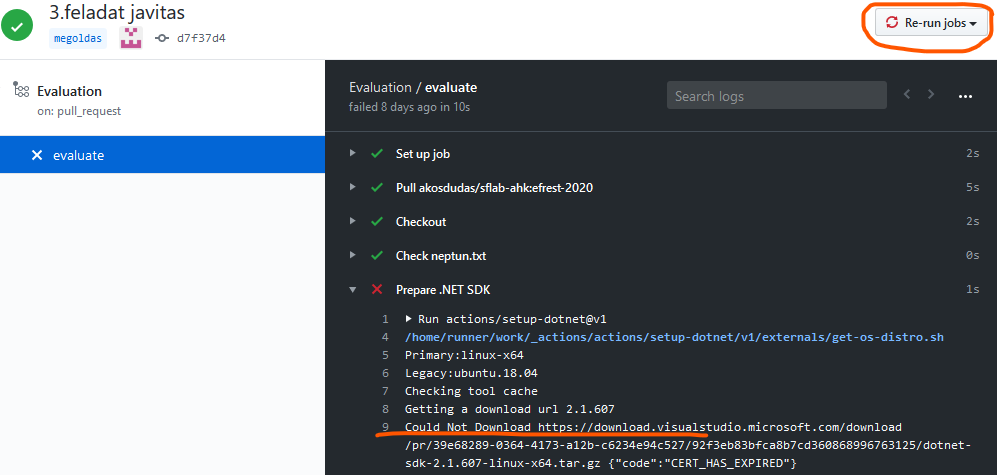 3.feladat javitas
Re-run jobs
megoldas d7f37d4
Evaluation
on: pull_request
evaluate
Evaluation / evaluate
failed 8 days ago in 10s
Search logs
Set up job 2s
Pull akosdudas/sflab-ahk:efrest-2020 5s
Checkout 2s
Check neptun.txt 0s
Prepare .NET SDK 1s
1 Run actions/setup-dotnet@v1
4 /home/runner/work/_actions/actions/setup-dotnet/v1/externals/get-os-distro.sh
5 Primary:linux-x64
6 Legacy:ubuntu.18.04
7 Checking tool cache
8 Getting a download url 2.1.607
9 Could Not Download https://download.visualstudio.microsoft.com/download
/pr/39e68289-0364-4173-a12b-c6234e94c527/92f3eb83bfca8b7cd360868996763125/dotnet-
sdk-2.1.607-linux-x64.tar.gz {"code":"CERT_HAS_EXPIRED"}